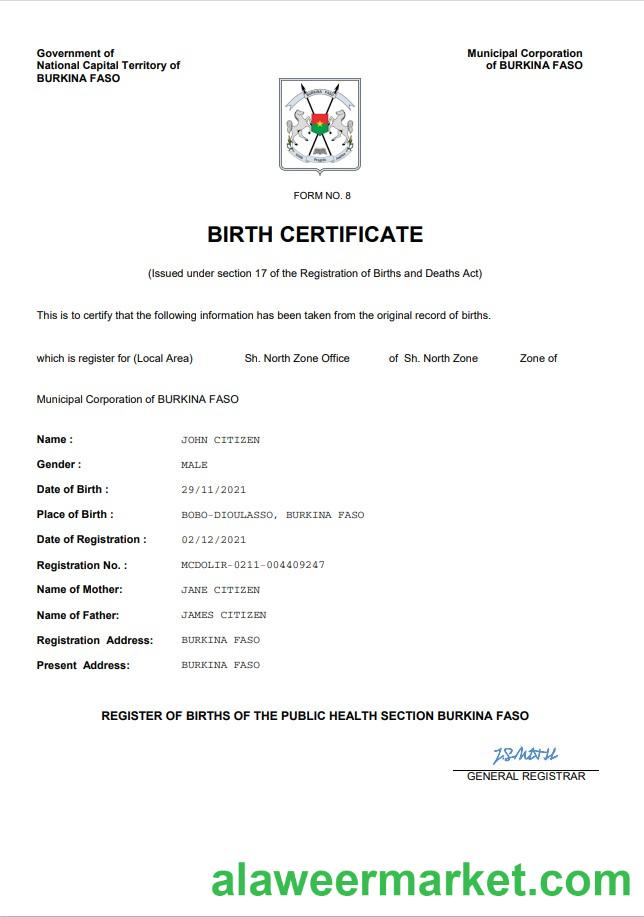 Government of
National Capital Territory of
BURKINA FASO
Municipal Corporation
of BURKINA FASO
BURKINA FASO
FORM NO. 8
BIRTH CERTIFICATE
(Issued under section 17 of the Registration of Births and Deaths Act)
This is to certify that the following information has been taken from the original record of births.
which is register for (Local Area) Sh. North Zone Office of Sh. North Zone Zone of
Municipal Corporation of BURKINA FASO
Name : JOHN CITIZEN
Gender : MALE
Date of Birth : 29/11/2021
Place of Birth : BOBO-DIOULASSO, BURKINA FASO
Date of Registration : 02/12/2021
Registration No. : MCDOLIR-0211-004409247
Name of Mother: JANE CITIZEN
Name of Father: JAMES CITIZEN
Registration Address: BURKINA FASO
Present Address: BURKINA FASO
REGISTER OF BIRTHS OF THE PUBLIC HEALTH SECTION BURKINA FASO
GENERAL REGISTRAR
alaweermarket.com